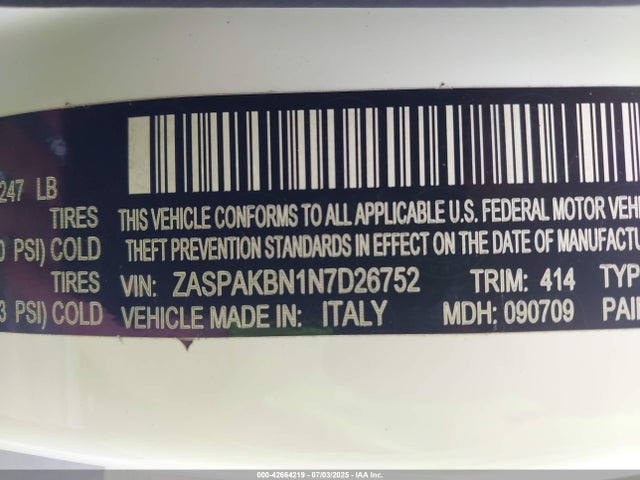 247 LB
TIRES THIS VEHICLE CONFORMS TO ALL APPLICABLE U.S. FEDERAL MOTOR
PSI) COLD THEFT PREVENTION STANDARDS IN EFFECT ON THE DATE OF
TIRES VIN: ZASPAKBN1N7D26752 TRIM: 414
3 PSI) COLD VEHICLE MADE IN: ITALY MDH: 090709
000-42664219 - 07/03/2025 - IAA Inc.